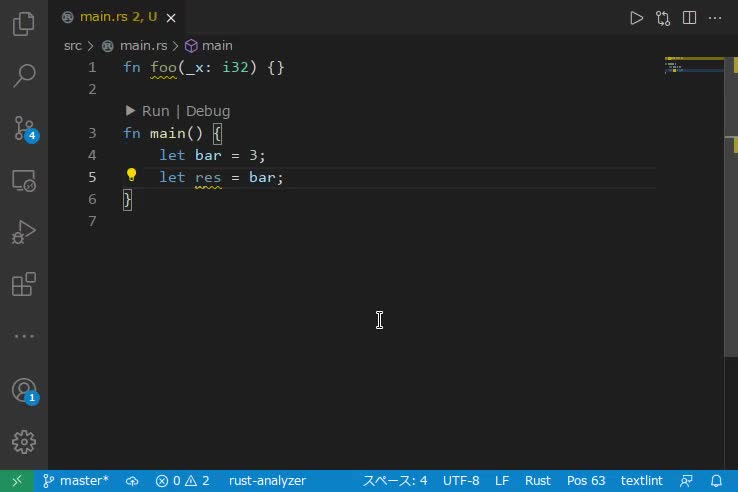 main.rs 2, U
src > main.rs > main
1 fn foo(_x: i32) {}
2
Run | Debug
3 fn main() {
4 let bar = 3;
5 let res = bar;
6 }
7
4
1
master* 0 2 rust-analyzer スペース: 4 UTF-8 LF Rust Pos 63 textlint